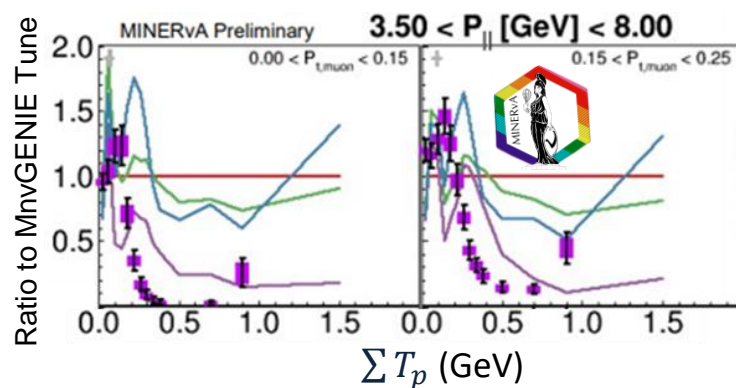 MINERvA Preliminary
3.50 < P|| [GeV] < 8.00
0.00 < Pt,muon < 0.15
0.15 < Pt,muon < 0.25
MINERvA
Ratio to MnvGENIE Tune
2.0
1.5
1.0
0.5
0.0 0.5 1.0 1.5
0.0 0.5 1.0 1.5
∑ Tp (GeV)